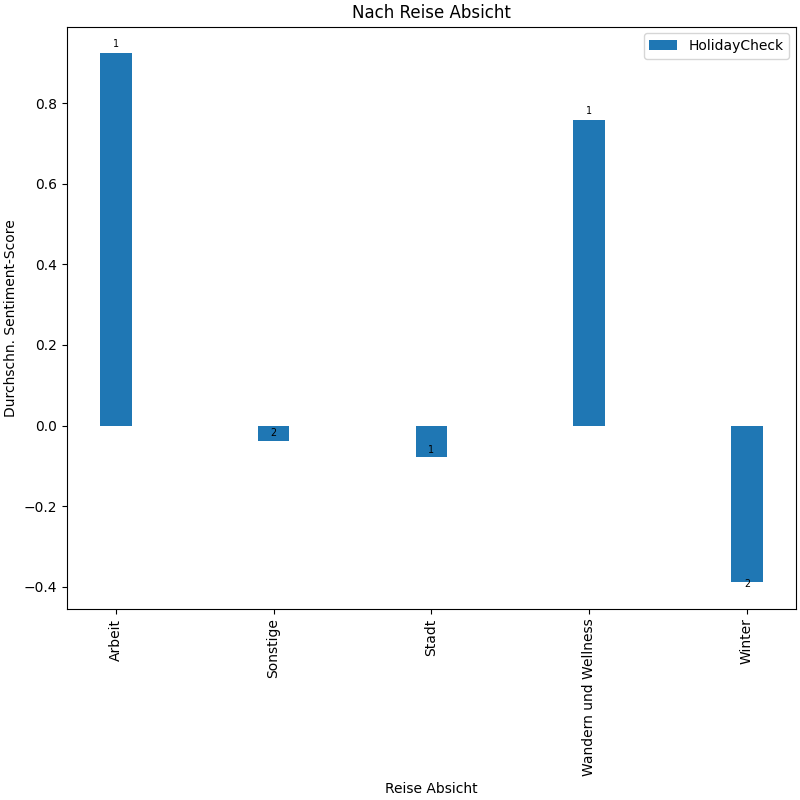 Nach Reise Absicht
HolidayCheck
Durchschn. Sentiment-Score
0.8
0.6
0.4
0.2
0.0
−0.2
−0.4
1
2
1
1
2
Arbeit
Sonstige
Stadt
Wandern und Wellness
Winter
Reise Absicht